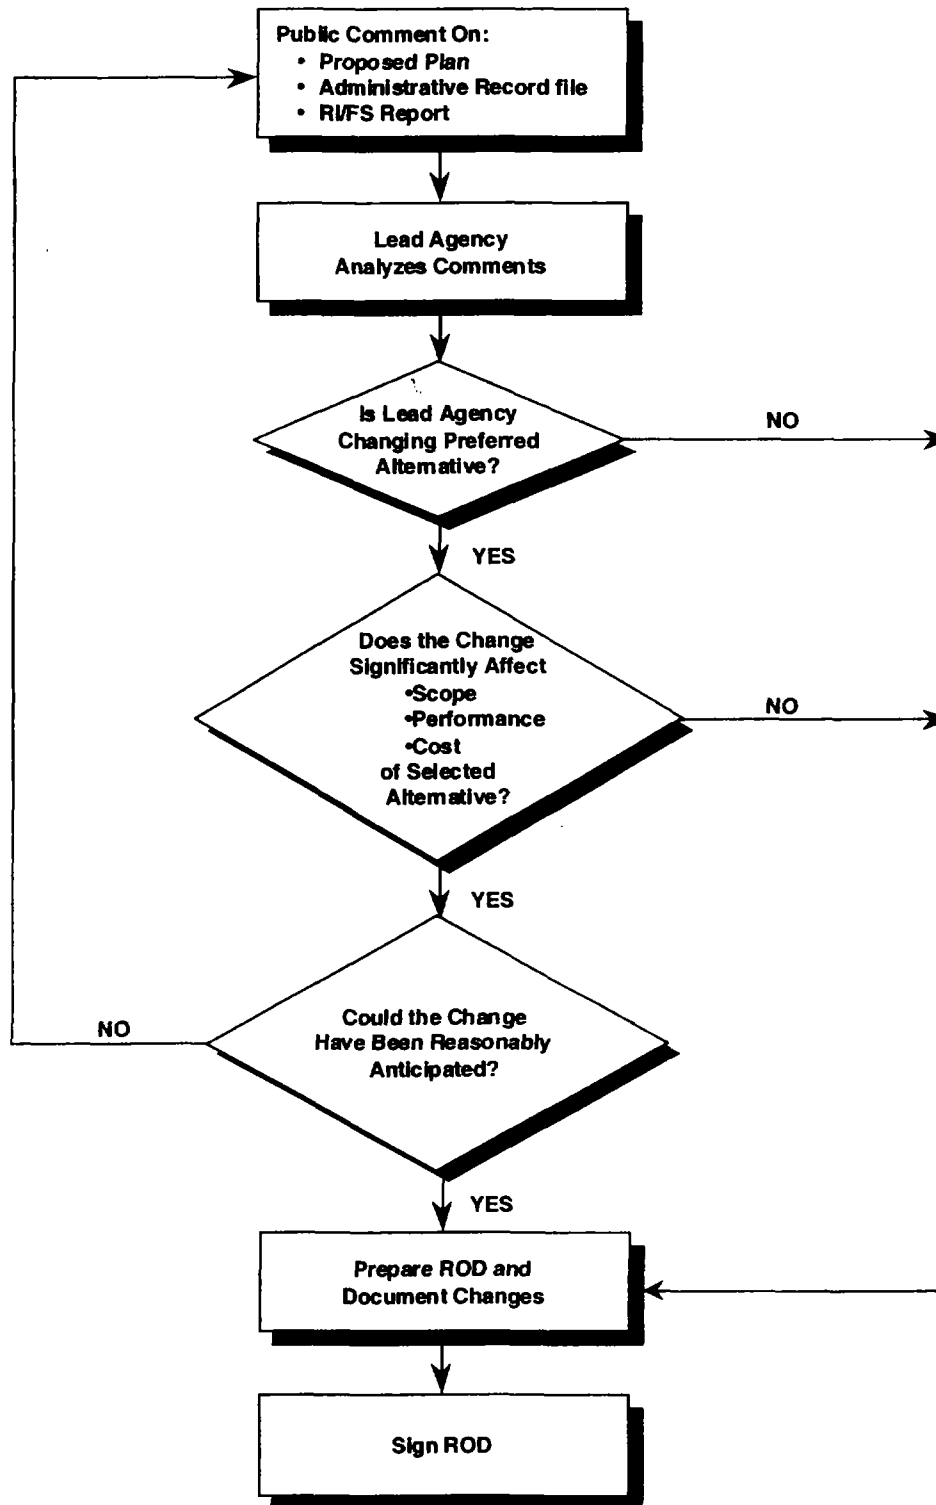 Public Comment On:
• Proposed Plan
• Administrative Record file
• RI/FS Report
Lead Agency
Analyzes Comments
Is Lead Agency
Changing Preferred
Alternative?
NO
YES
Does the Change
Significantly Affect
•Scope
•Performance
•Cost
of Selected
Alternative?
NO
YES
Could the Change
Have Been Reasonably
Anticipated?
NO
YES
Prepare ROD and
Document Changes
Sign ROD